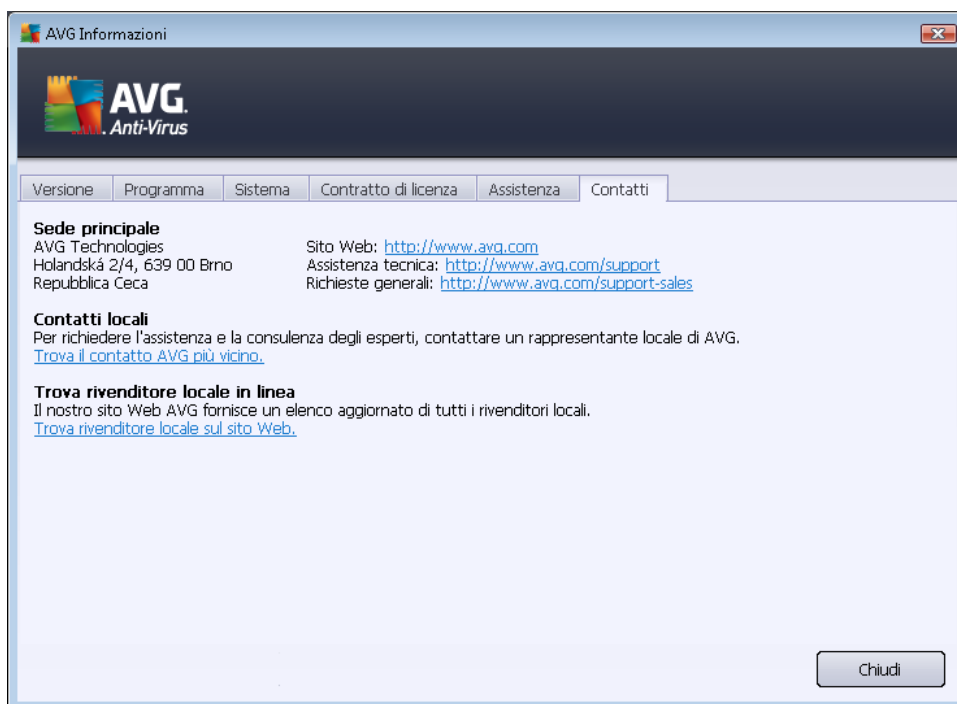 AVG Informazioni
AVG.
Anti-Virus
Versione Programma Sistema Contratto di licenza Assistenza Contatti
Sede principale
AVG Technologies
Holandská 2/4, 639 00 Brno
Repubblica Ceca
Sito Web: http://www.avg.com
Assistenza tecnica: http://www.avg.com/support
Richieste generali: http://www.avg.com/support-sales
Contatti locali
Per richiedere l'assistenza e la consulenza degli esperti, contattare un rappresentante locale di AVG.
Trova il contatto AVG più vicino.
Trova rivenditore locale in linea
Il nostro sito Web AVG fornisce un elenco aggiornato di tutti i rivenditori locali.
Trova rivenditore locale sul sito Web.
Chiudi